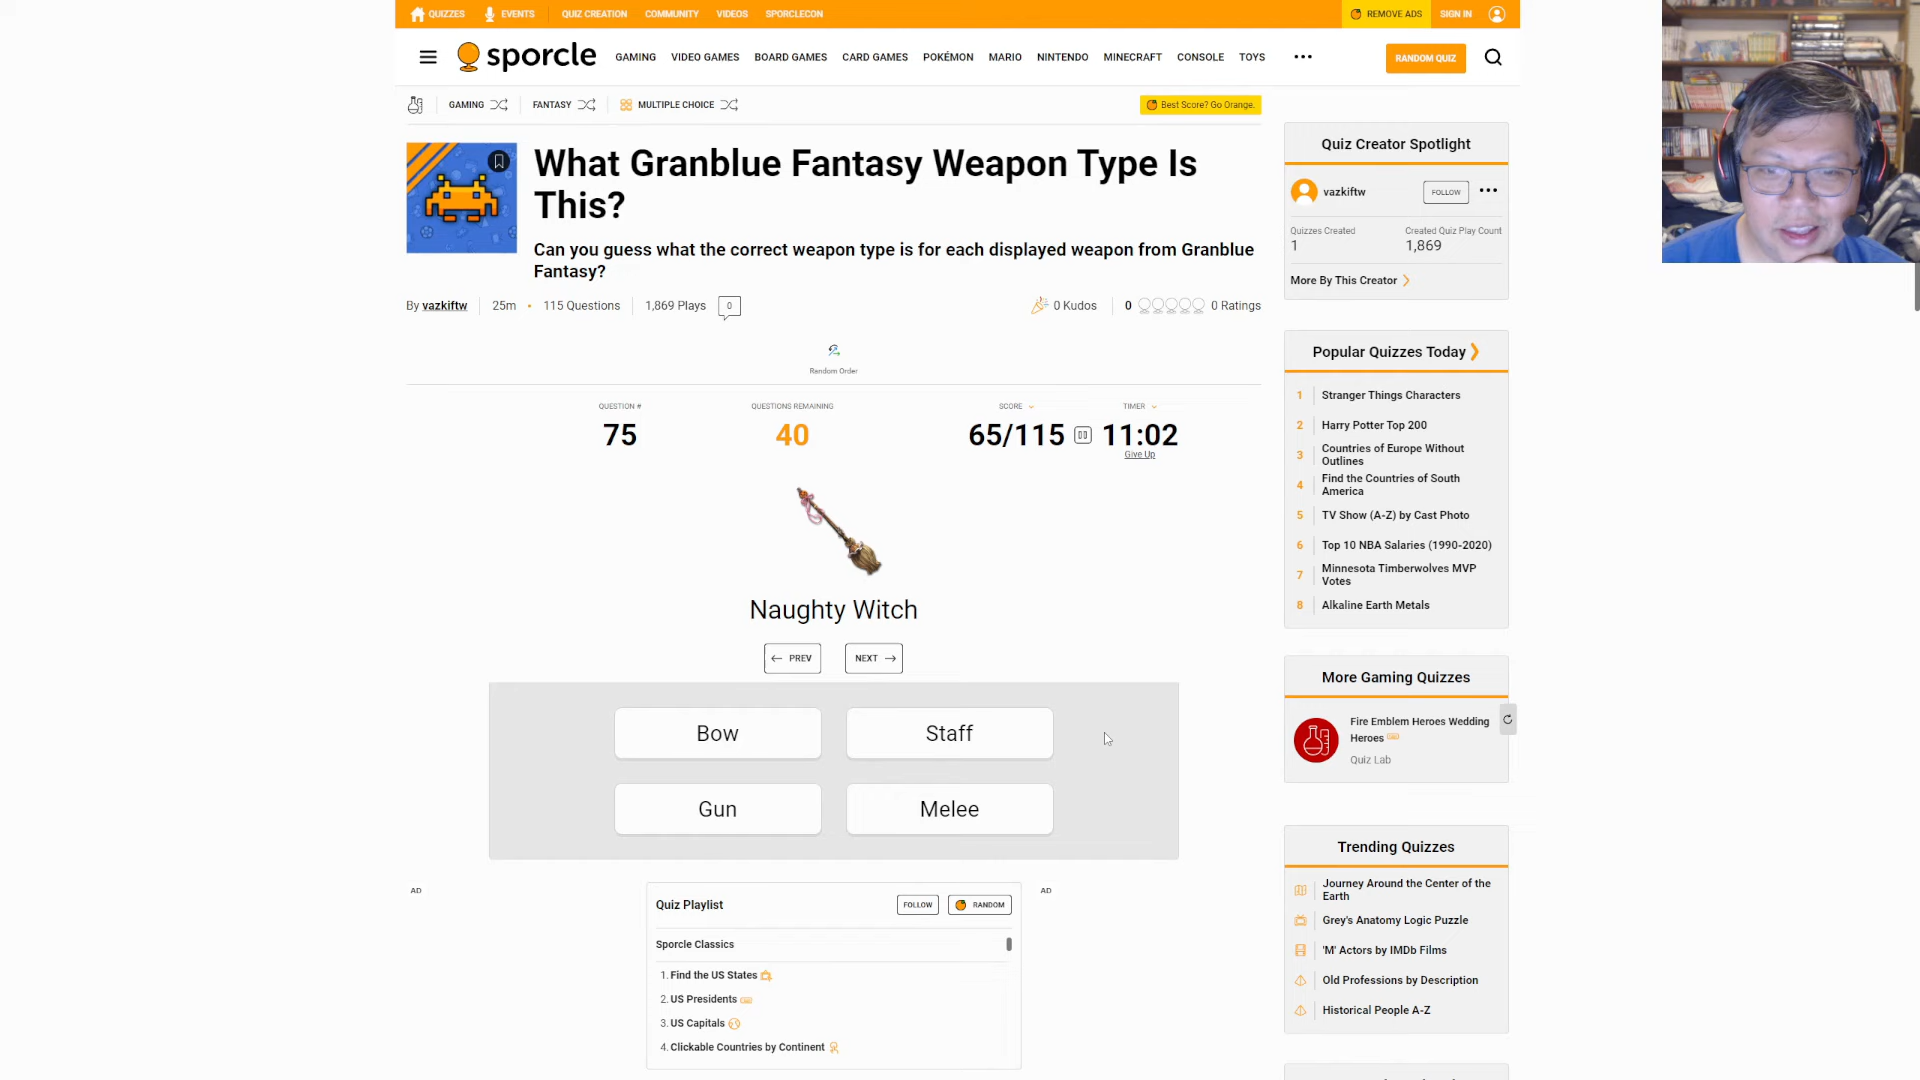 QUIZZES
EVENTS
QUIZ CREATION
COMMUNITY
VIDEOS
SPORCLECON
REMOVE ADS
SIGN IN
sporcle
GAMING
VIDEO GAMES
BOARD GAMES
CARD GAMES
POKÉMON
MARIO
NINTENDO
MINECRAFT
CONSOLE
TOYS
RANDOM QUIZ
GAMING
FANTASY
MULTIPLE CHOICE
Best Score? Go Orange.
What Granblue Fantasy Weapon Type Is
This?
Can you guess what the correct weapon type is for each displayed weapon from Granblue
Fantasy?
By vazkiftw
25m
115 Questions
1,869 Plays
0
0 Kudos
0
0 Ratings
Random Order
QUESTION #
75
QUESTIONS REMAINING
40
SCORE
65/115
TIMER
11:02
Give Up
Naughty Witch
PREV
NEXT
Bow
Staff
Gun
Melee
AD
AD
Quiz Playlist
FOLLOW
RANDOM
Sporcle Classics
1. Find the US States
2. US Presidents
3. US Capitals
4. Clickable Countries by Continent
Quiz Creator Spotlight
vazkiftw
FOLLOW
Quizzes Created
1
Created Quiz Play Count
1,869
More By This Creator
Popular Quizzes Today
1 Stranger Things Characters
2 Harry Potter Top 200
3 Countries of Europe Without
Outlines
4 Find the Countries of South
America
5 TV Show (A-Z) by Cast Photo
6 Top 10 NBA Salaries (1990-2020)
7 Minnesota Timberwolves MVP
Votes
8 Alkaline Earth Metals
More Gaming Quizzes
Fire Emblem Heroes Wedding
Heroes
Quiz Lab
Trending Quizzes
Journey Around the Center of the
Earth
Grey's Anatomy Logic Puzzle
'M' Actors by IMDb Films
Old Professions by Description
Historical People A-Z